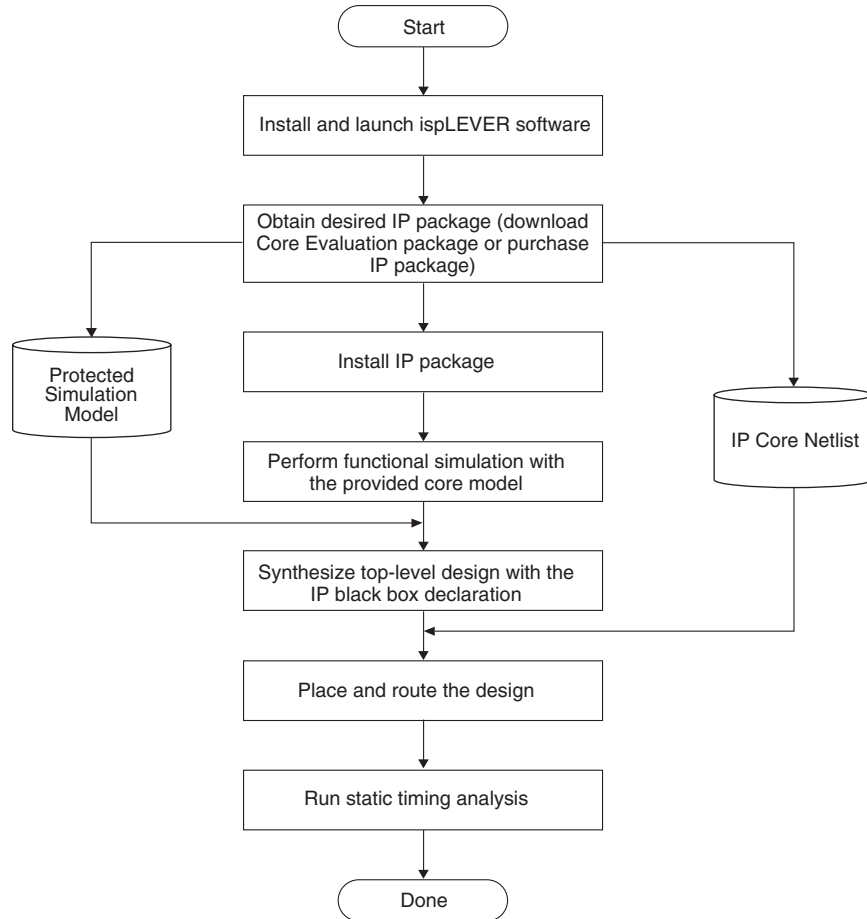 Start
Install and launch ispLEVER software
Obtain desired IP package (download
Core Evaluation package or purchase
IP package)
Install IP package
Protected
Simulation
Model
IP Core Netlist
Perform functional simulation with
the provided core model
Synthesize top-level design with the
IP black box declaration
Place and route the design
Run static timing analysis
Done